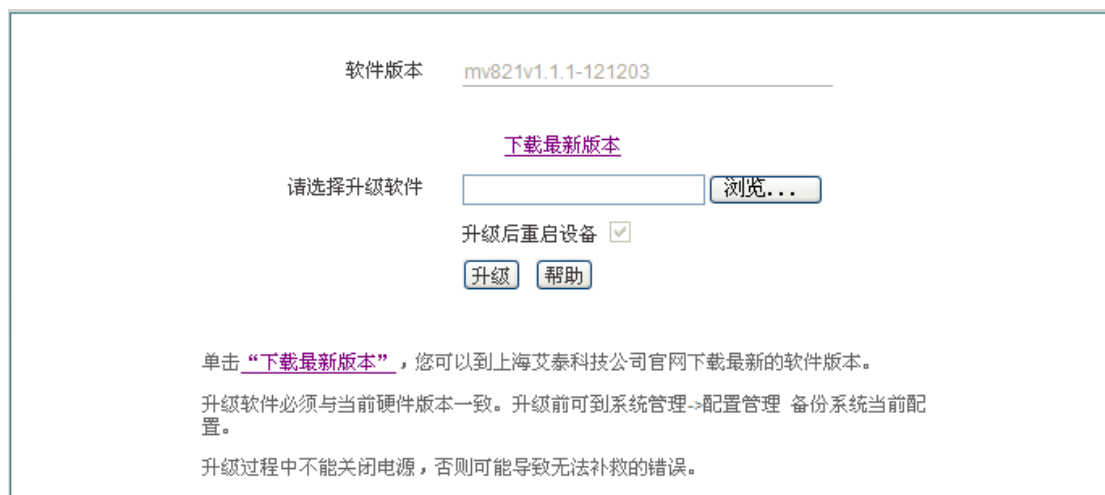 软件版本 mv821v1.1.1-121203
下载最新版本
请选择升级软件 浏览...
升级后重启设备
升级 帮助
单击“下载最新版本”,您可以到上海艾泰科技公司官网下载最新的软件版本。
升级软件必须与当前硬件版本一致。升级前可到系统管理->配置管理 备份系统当前配
置。
升级过程中不能关闭电源,否则可能导致无法补救的错误。